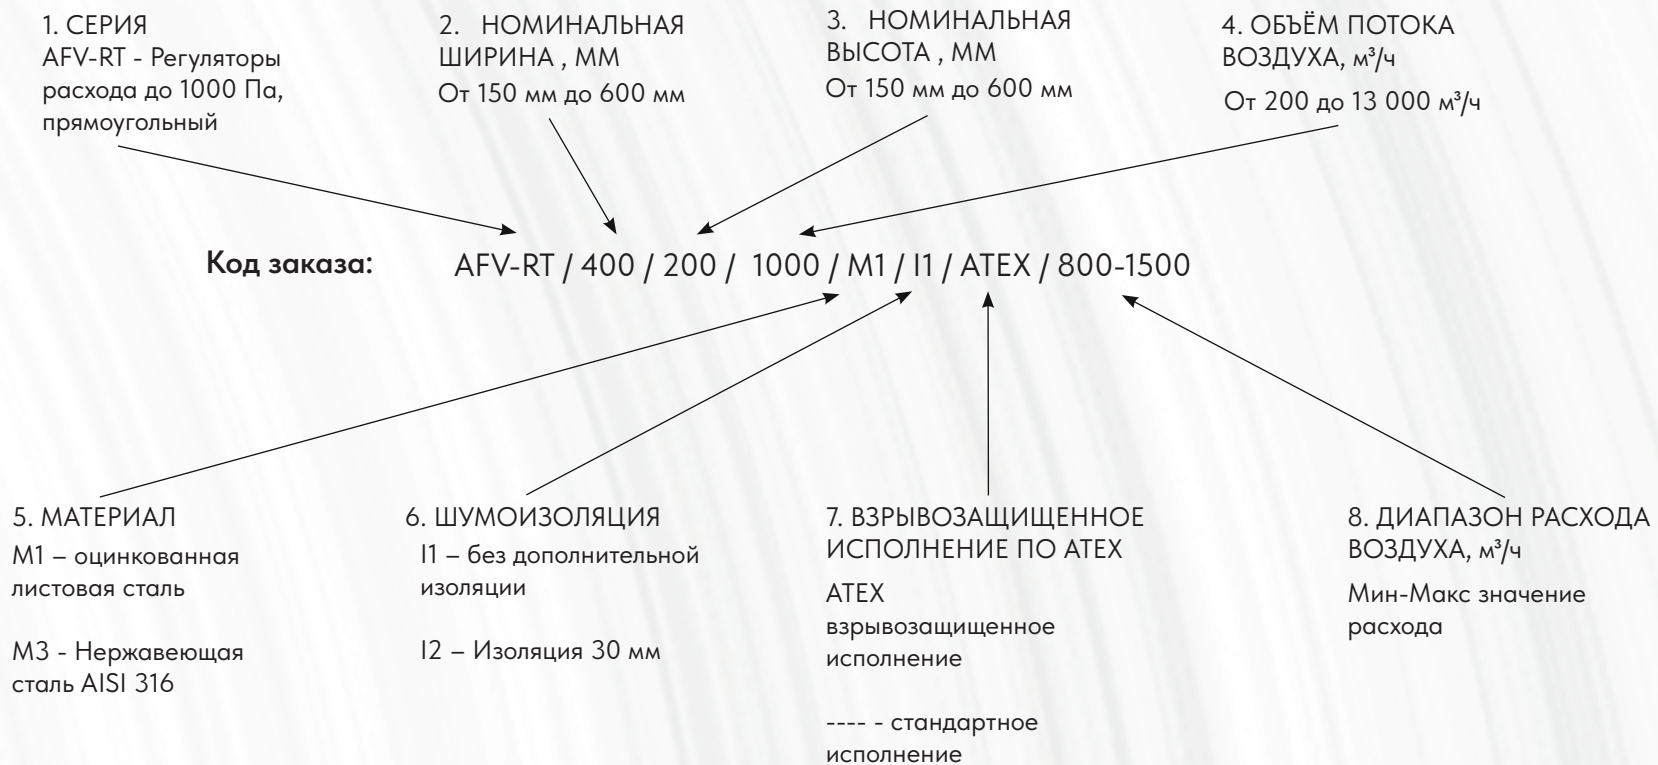 1. СЕРИЯ
AFV-RT - Регуляторы
расхода до 1000 Па,
прямоугольный
2. НОМИНАЛЬНАЯ
ШИРИНА , ММ
От 150 мм до 600 мм
3. НОМИНАЛЬНАЯ
ВЫСОТА , ММ
От 150 мм до 600 мм
4. ОБЪЁМ ПОТОКА
ВОЗДУХА, м³/ч
От 200 до 13 000 м³/ч
Код заказа: AFV-RT / 400 / 200 / 1000 / M1 / I1 / ATEX / 800-1500
5. МАТЕРИАЛ
М1 – оцинкованная
листовая сталь
М3 - Нержавеющая
сталь AISI 316
6. ШУМОИЗОЛЯЦИЯ
I1 – без дополнительной
изоляции
I2 – Изоляция 30 мм
7. ВЗРЫВОЗАЩИЩЕННОЕ
ИСПОЛНЕНИЕ ПО ATEX
ATEX
взрывозащищенное
исполнение
---- - стандартное
исполнение
8. ДИАПАЗОН РАСХОДА
ВОЗДУХА, м³/ч
Мин-Макс значение
расхода